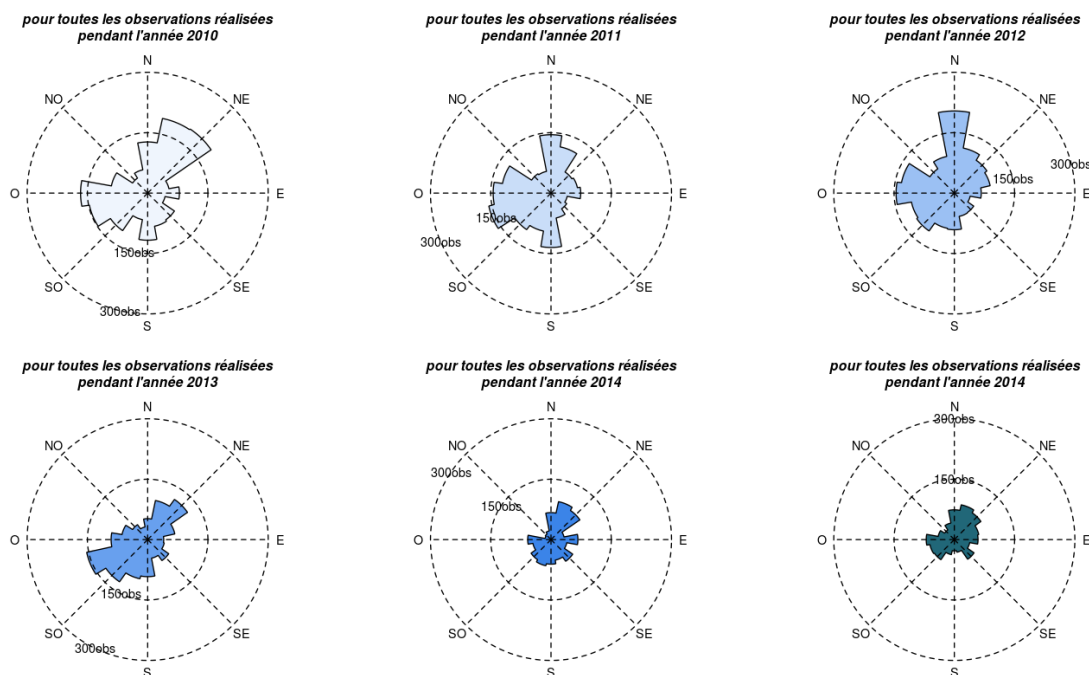 pour toutes les observations réalisées
pendant l'année 2010
N
NO
NE
O
E
150obs
SO
SE
300obs
S
pour toutes les observations réalisées
pendant l'année 2011
N
NO
NE
O
E
150obs
300obs
SO
SE
S
pour toutes les observations réalisées
pendant l'année 2012
N
NO
NE
300obs
150obs
O
E
SO
SE
S
pour toutes les observations réalisées
pendant l'année 2013
N
NO
NE
O
E
150obs
SO
SE
300obs
S
pour toutes les observations réalisées
pendant l'année 2014
N
NO
NE
300obs
150obs
O
E
SO
SE
S
pour toutes les observations réalisées
pendant l'année 2014
N
300obs
NO
NE
150obs
O
E
SO
SE
S